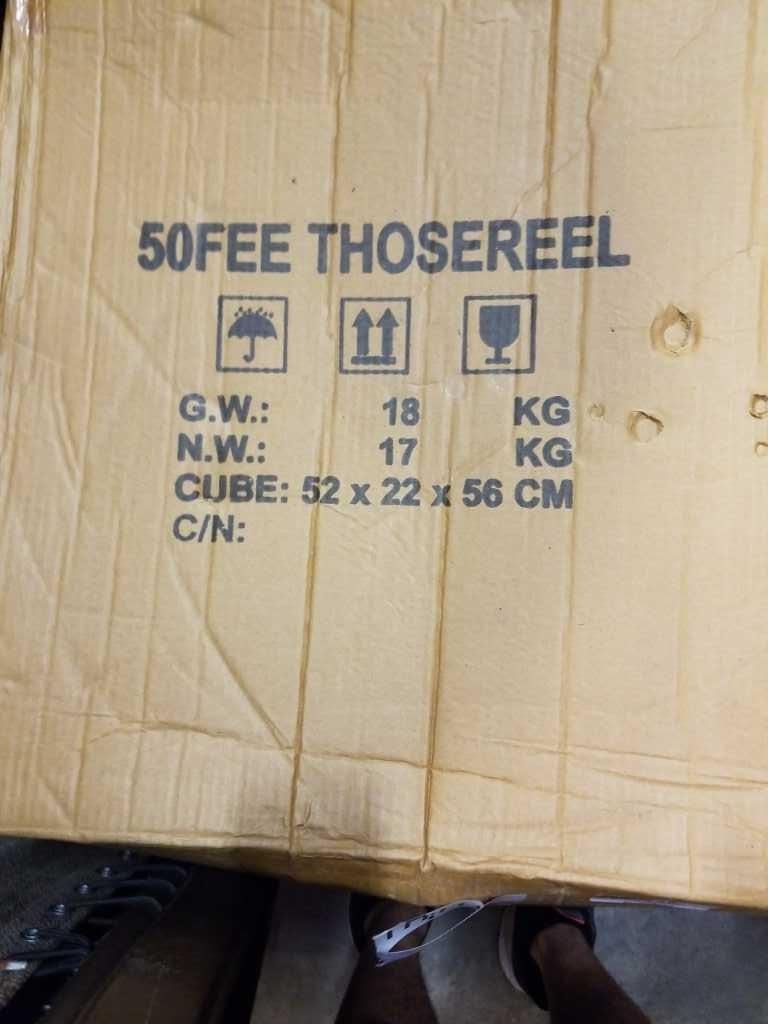 50FEE THOSEREEL
G.W.: 18 KG
N.W.: 17 KG
CUBE: 52 x 22 x 56 CM
C/N: